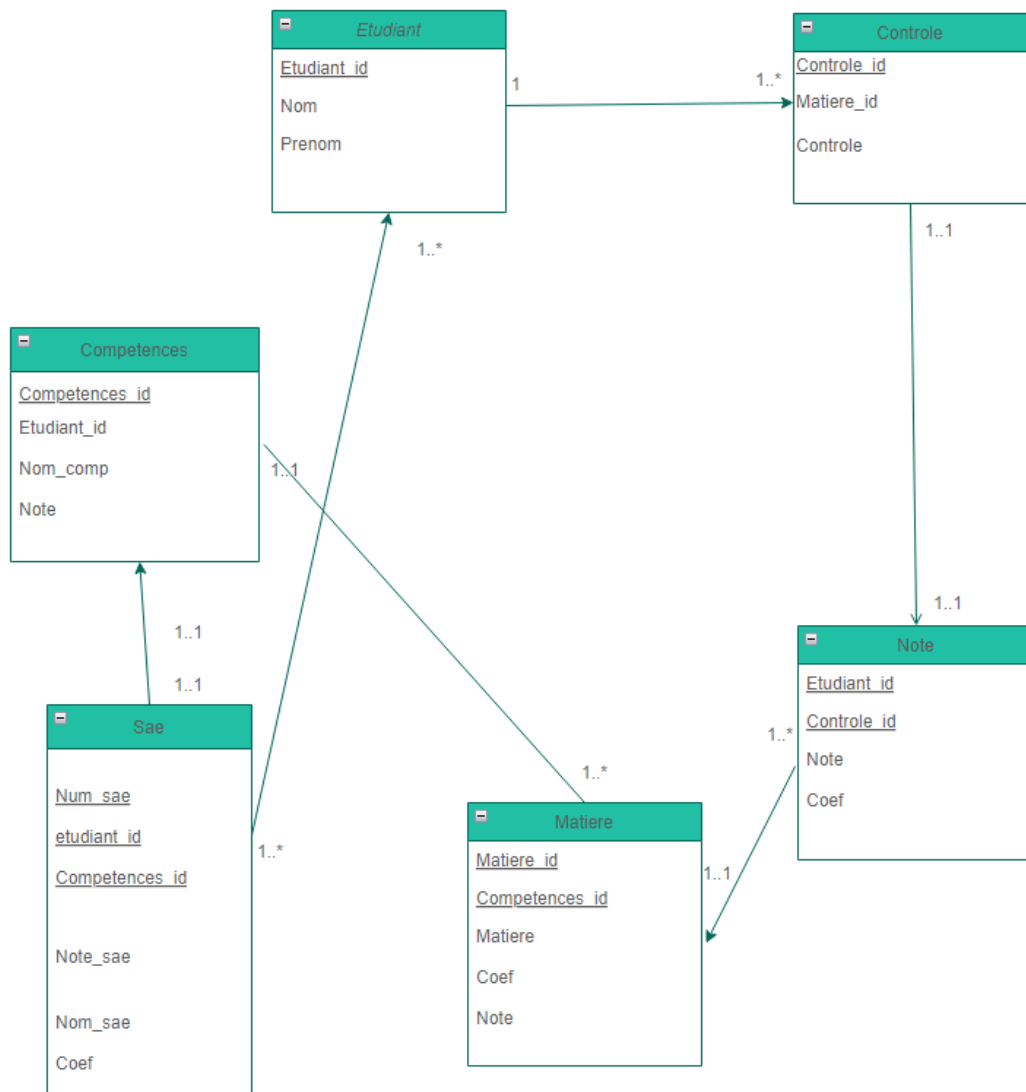 Etudiant
Etudiant_id
Nom
Prenom
1
1..*
Controle
Controle_id
Matiere_id
Controle
1..*
1..1
Competences
Competences_id
Etudiant_id
Nom_comp
Note
1..1
1..1
1..1
1..1
Sae
Num_sae
etudiant_id
Competences_id
Note_sae
Nom_sae
Coef
1..*
1..*
Matiere
Matiere_id
Competences_id
Matiere
Coef
Note
1..1
1..*
Note
Etudiant_id
Controle_id
Note
Coef